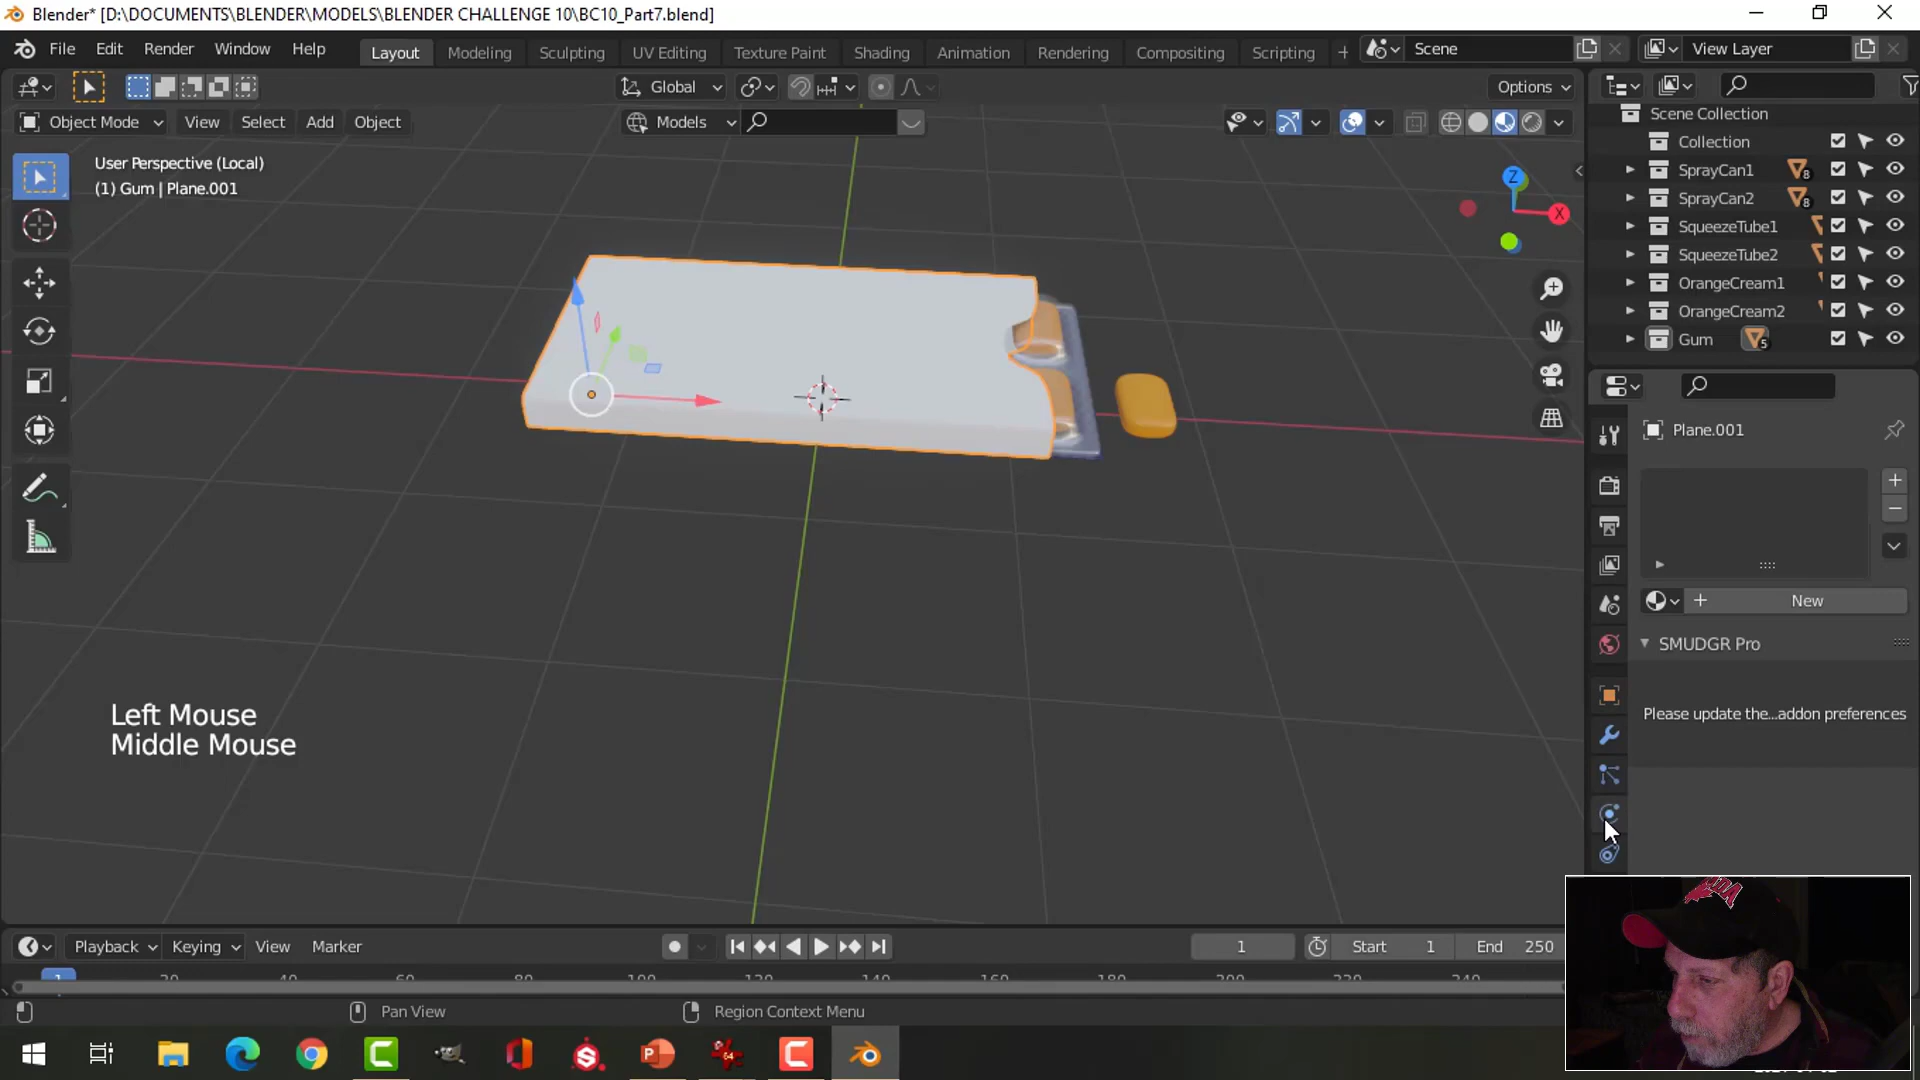 Blender* [D:\DOCUMENTS\BLENDER\MODELS\BLENDER CHALLENGE 10\BC10_Part7.blend]
File Edit Render Window Help Layout Modeling Sculpting UV Editing Texture Paint Shading Animation Rendering Compositing Scripting + Scene View Layer
Global Options
Object Mode View Select Add Object Models
User Perspective (Local)
(1) Gum | Plane.001
Z
X
Scene Collection
Collection
SprayCan1 8
SprayCan2 8
SqueezeTube1
SqueezeTube2
OrangeCream1
OrangeCream2
Gum 5
Plane.001
New
SMUDGR Pro
Please update the...addon preferences
Left Mouse
Middle Mouse
Playback Keying View Marker 1 Start 1 End 250
1
Pan View Region Context Menu